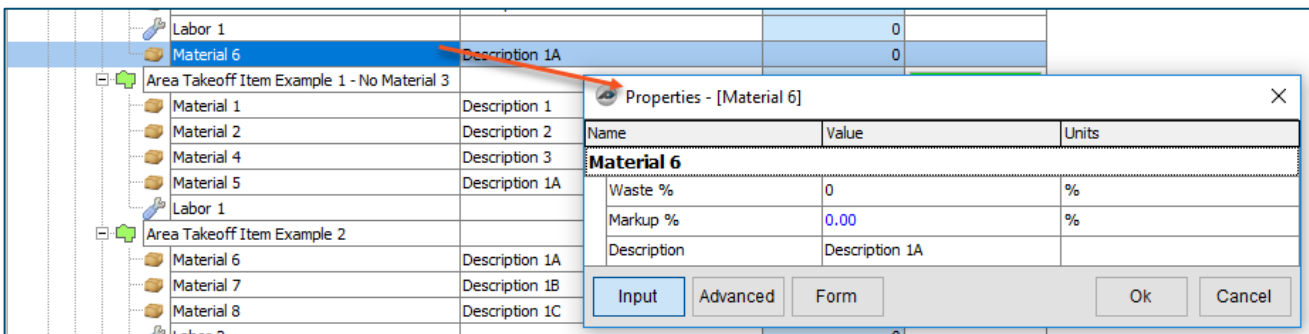 Labor 1 0
Material 6 Description 1A 0
Area Takeoff Item Example 1 - No Material 3
Material 1 Description 1
Material 2 Description 2
Material 4 Description 3
Material 5 Description 1A
Labor 1
Area Takeoff Item Example 2
Material 6 Description 1A
Material 7 Description 1B
Material 8 Description 1C
Properties - [Material 6]
Name Value Units
Material 6
Waste % 0 %
Markup % 0.00 %
Description Description 1A
Input Advanced Form Ok Cancel